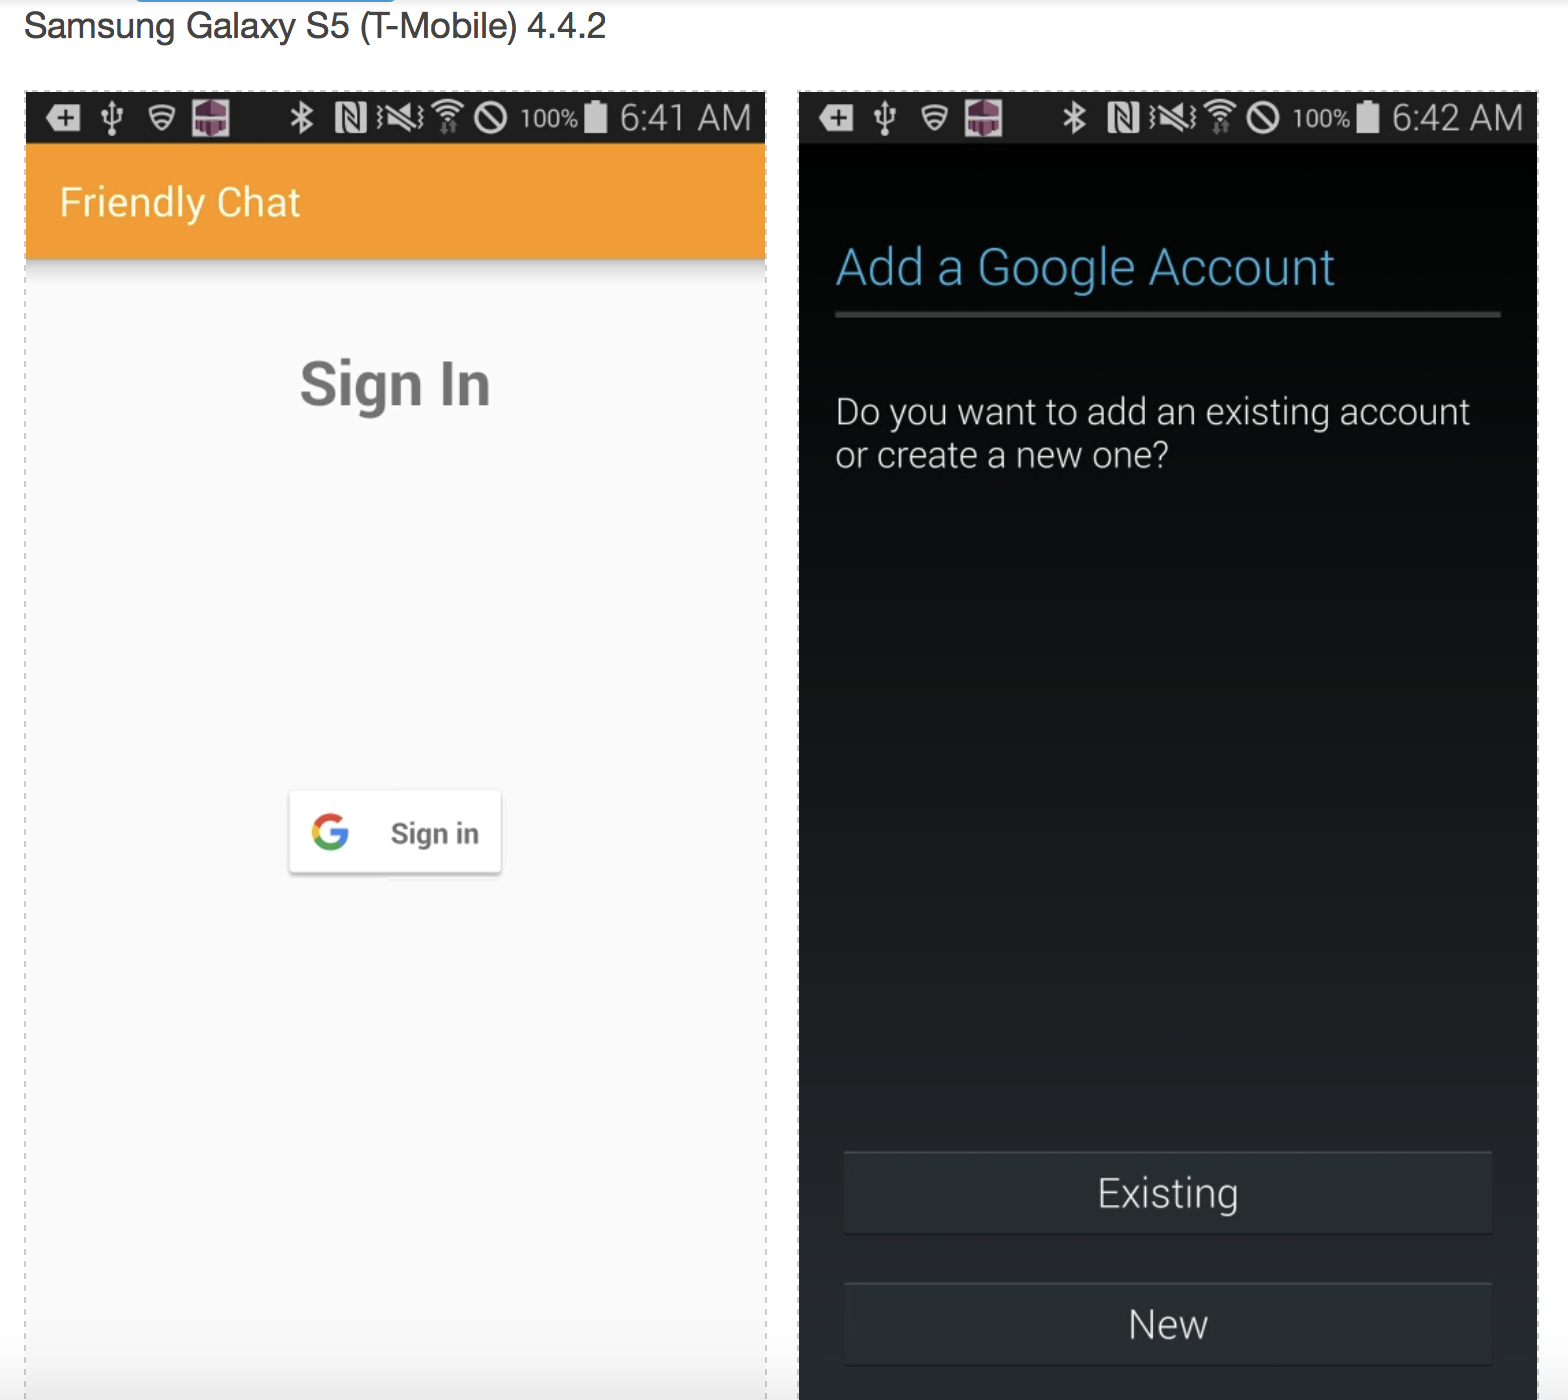 Samsung Galaxy S5 (T-Mobile) 4.4.2
100% 6:41 AM
Friendly Chat
Sign In
Sign in
100% 6:42 AM
Add a Google Account
Do you want to add an existing account
or create a new one?
Existing
New